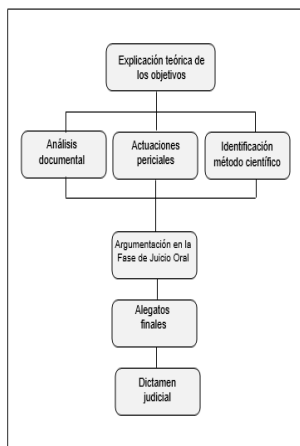 Explicación teórica de
los objetivos
Análisis
documental
Actuaciones
periciales
Identificación
método científico
Argumentación en la
Fase de Juicio Oral
Alegatos
finales
Dictamen
judicial